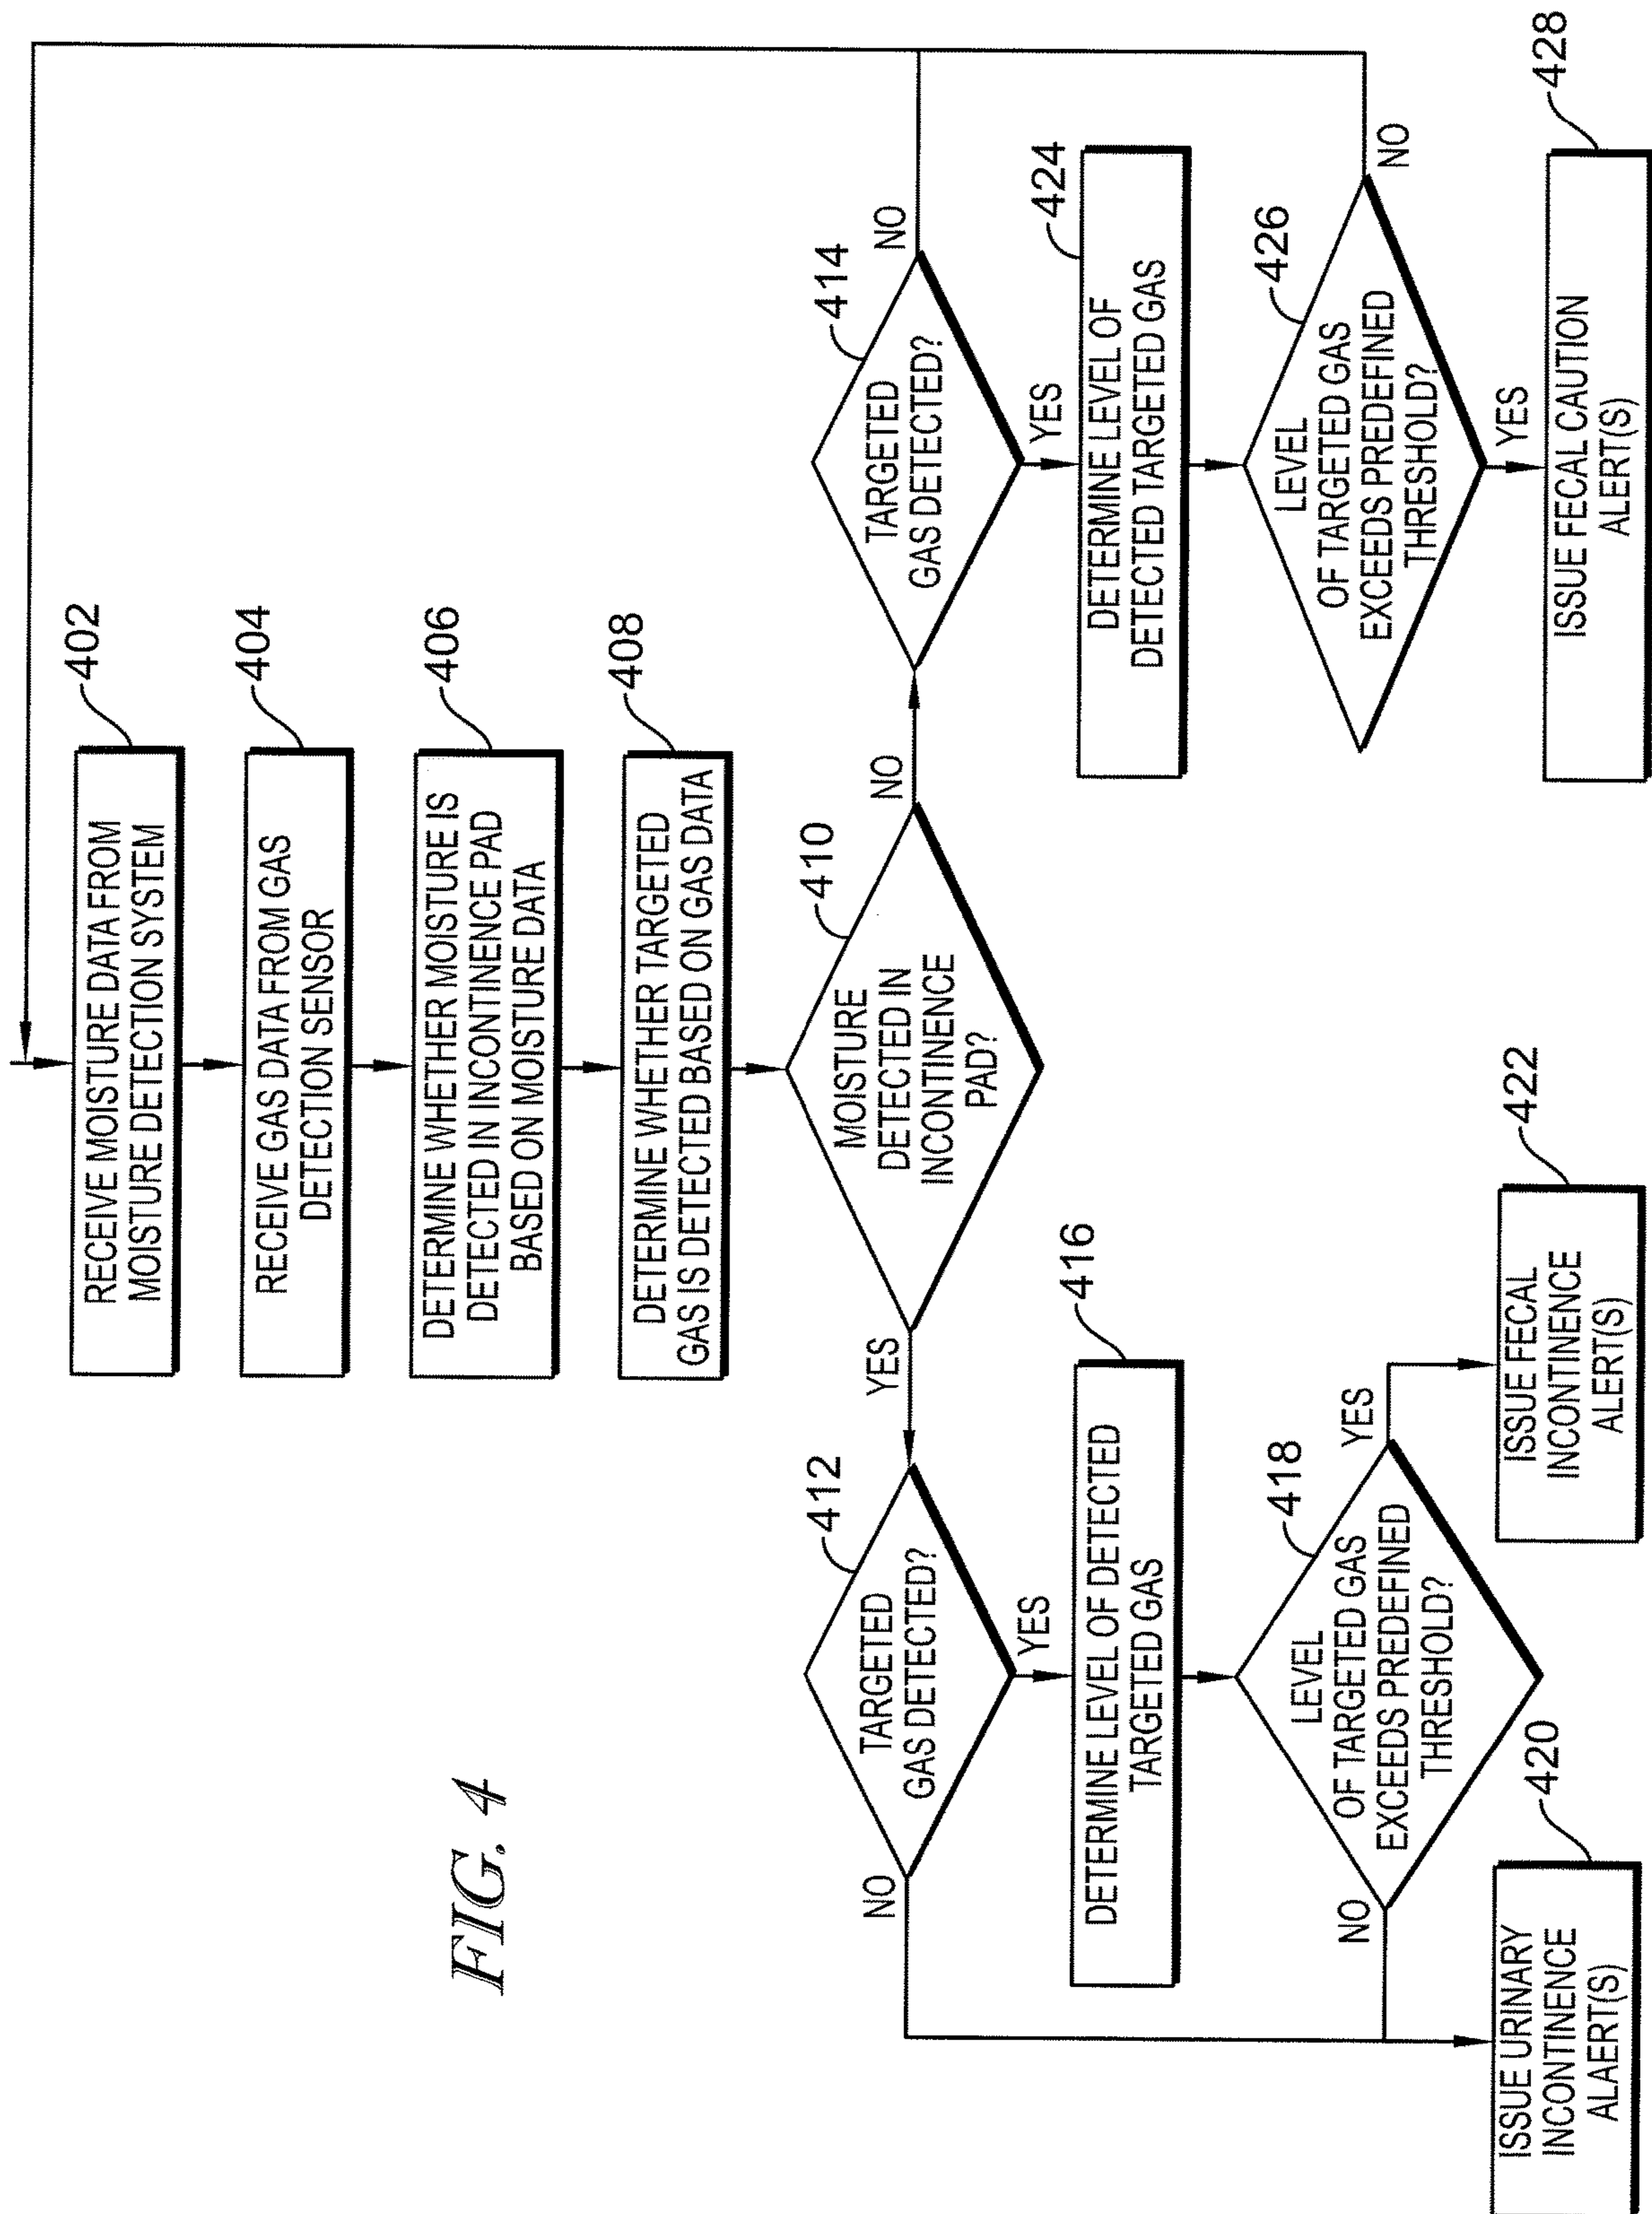 402
RECEIVE MOISTURE DATA FROM
MOISTURE DETECTION SYSTEM
404
RECEIVE GAS DATA FROM GAS
DETECTION SENSOR
406
DETERMINE WHETHER MOISTURE IS
DETECTED IN INCONTINENCE PAD
BASED ON MOISTURE DATA
408
DETERMINE WHETHER TARGETED
GAS IS DETECTED BASED ON GAS DATA
FIG. 4
410
MOISTURE
DETECTED IN
INCONTINENCE
PAD?
YES
NO
412
TARGETED
GAS DETECTED?
NO
YES
414
TARGETED
GAS DETECTED?
NO
YES
416
DETERMINE LEVEL OF DETECTED
TARGETED GAS
424
DETERMINE LEVEL OF
DETECTED TARGETED GAS
418
LEVEL
OF TARGETED GAS
EXCEEDS PREDEFINED
THRESHOLD?
NO
YES
426
LEVEL
OF TARGETED GAS
EXCEEDS PREDEFINED
THRESHOLD?
NO
YES
420
ISSUE URINARY
INCONTINENCE
ALAERT(S)
422
ISSUE FECAL
INCONTINENCE
ALERT(S)
428
ISSUE FECAL CAUTION
ALERT(S)